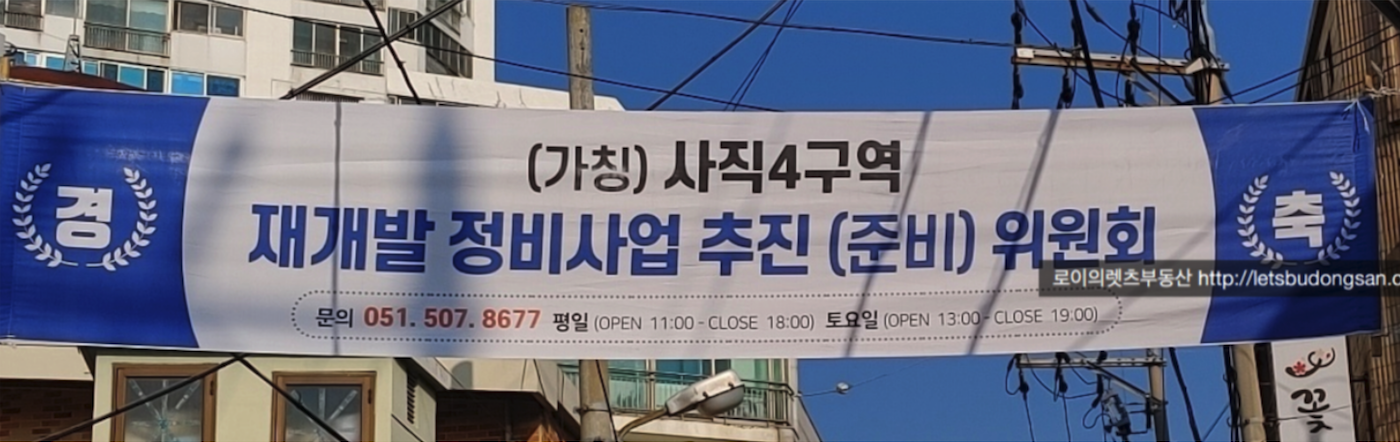 경
(가칭) 사직4구역
재개발 정비사업 추진 (준비) 위원회
축
문의 051. 507. 8677 평일 (OPEN 11:00 - CLOSE 18:00) 토요일 (OPEN 13:00 - CLOSE 19:00)
로이의렛츠부동산 http://letsbudongsan.c
꽃